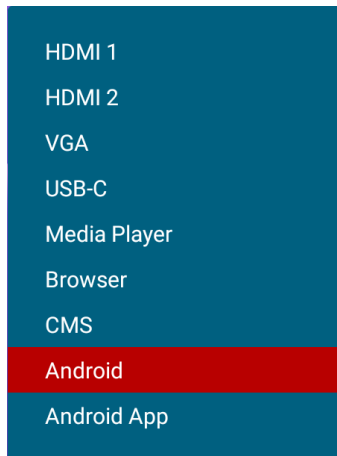 HDMI 1
HDMI 2
VGA
USB-C
Media Player
Browser
CMS
Android
Android App